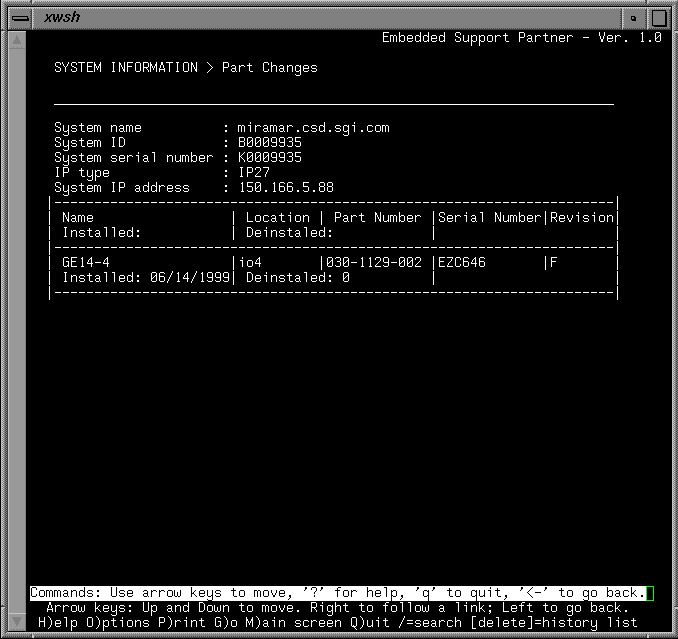 xwsh
Embedded Support Partner - Ver. 1.0
SYSTEM INFORMATION > Part Changes
System name : miramar.csd.sgi.com
System ID : B0009935
System serial number : K0009935
IP type : IP27
System IP address : 150.166.5.88
|----------------------------------------------------------------------|
| Name | Location | Part Number |Serial Number|Revision|
| Installed: | Deinstaled: | |
|----------------------------------------------------------------------|
| GE14-4 |io4 |030-1129-002 |EZC646 |F |
| Installed: 06/14/1999| Deinstaled: 0 | |
|----------------------------------------------------------------------|
Commands: Use arrow keys to move, '?' for help, 'q' to quit, '<-' to go back.
Arrow keys: Up and Down to move. Right to follow a link; Left to go back.
H)elp O)ptions P)rint G)o M)ain screen Q)uit /=search [delete]=history list